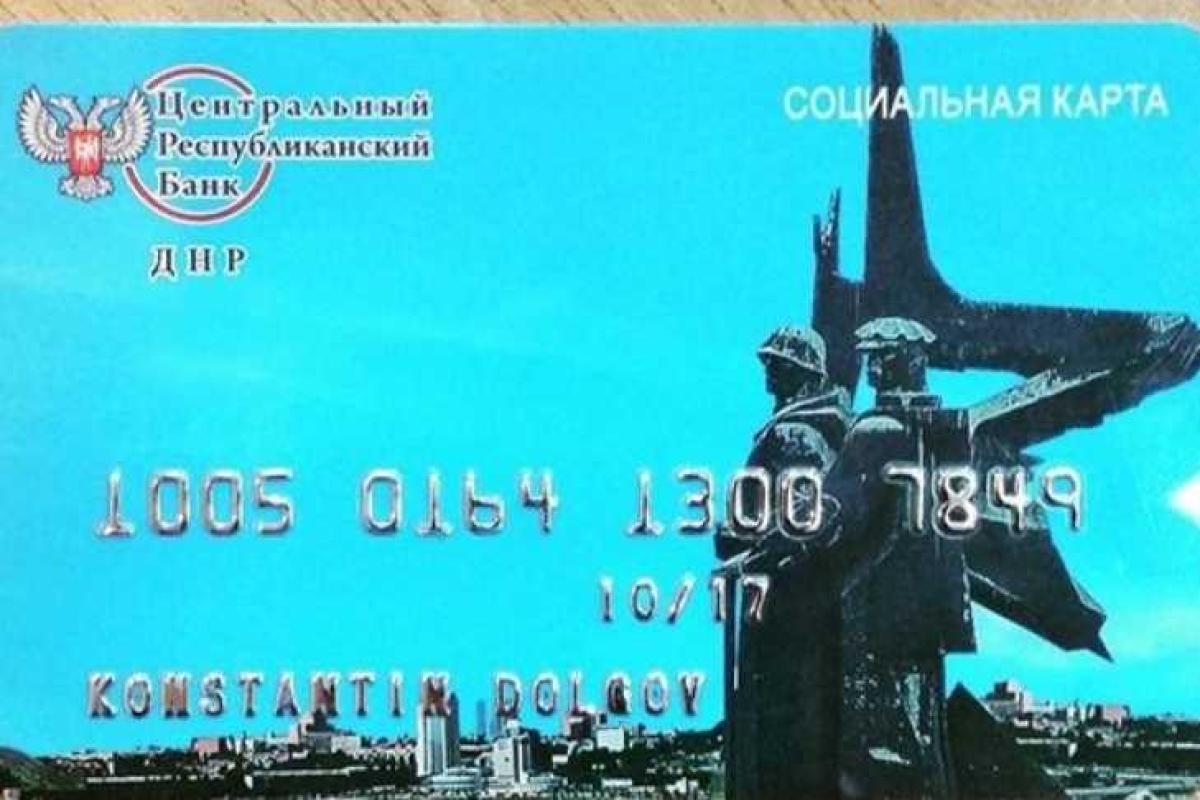 Центральный
Республиканский
Банк
ДНР
СОЦИАЛЬНАЯ КАРТА
1005 0164 1300 7849
10/17
KONSTANTIN DOLGOV